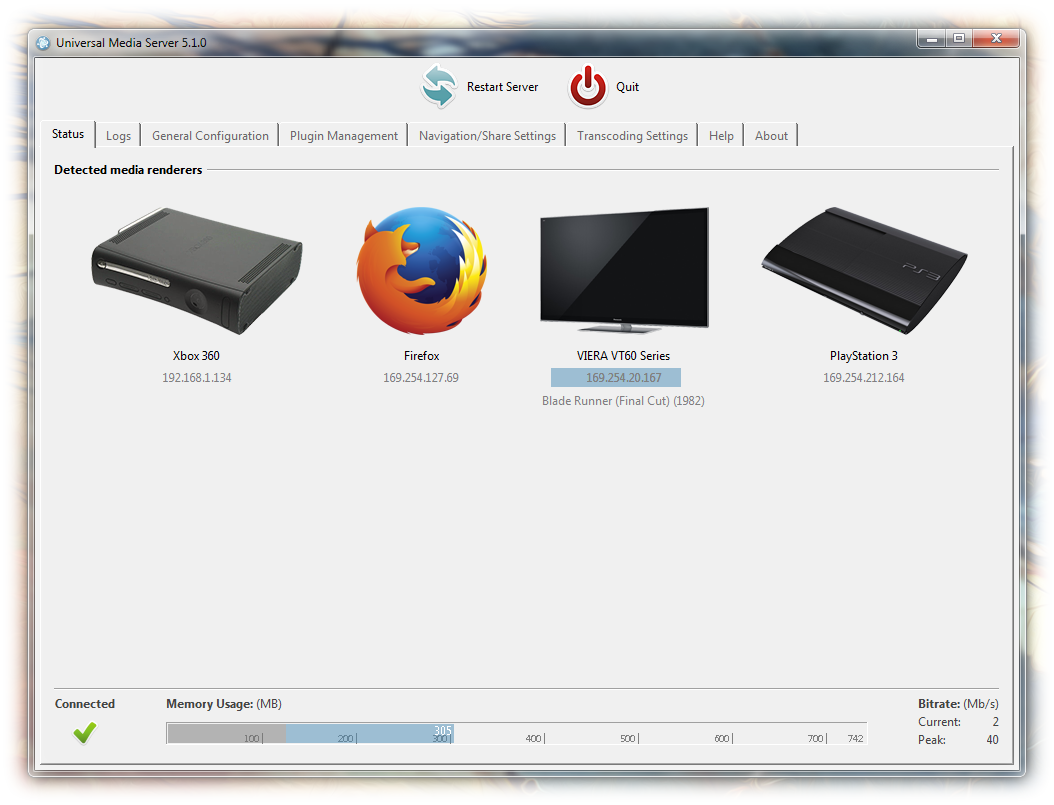 Universal Media Server 5.1.0
Restart Server
Quit
Status
Logs
General Configuration
Plugin Management
Navigation/Share Settings
Transcoding Settings
Help
About
Detected media renderers
PS3
Xbox 360
Firefox
VIERA VT60 Series
PlayStation 3
192.168.1.134
169.254.127.69
169.254.20.167
169.254.212.164
Blade Runner (Final Cut) (1982)
Connected
Memory Usage: (MB)
Bitrate: (Mb/s)
Current: 2
305
100
200
300
400
500
600
700
742
Peak: 40